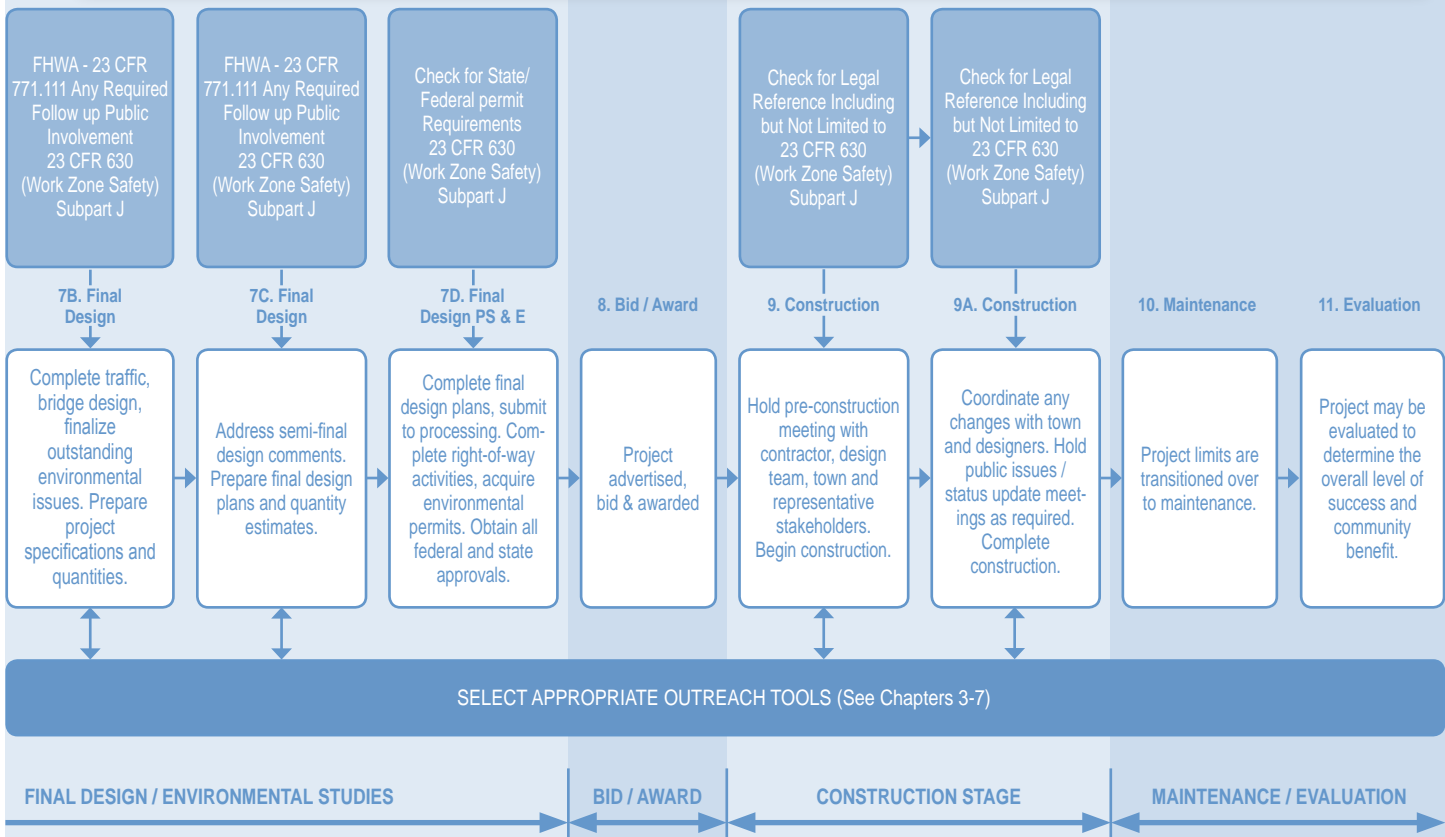 FHWA - 23 CFR
771.111 Any Required
Follow up Public
Involvement
23 CFR 630
(Work Zone Safety)
Subpart J
FHWA - 23 CFR
771.111 Any Required
Follow up Public
Involvement
23 CFR 630
(Work Zone Safety)
Subpart J
Check for State/
Federal permit
Requirements
23 CFR 630
(Work Zone Safety)
Subpart J
Check for Legal
Reference Including
but Not Limited to
23 CFR 630
(Work Zone Safety)
Subpart J
Check for Legal
Reference Including
but Not Limited to
23 CFR 630
(Work Zone Safety)
Subpart J
7B. Final
Design
7C. Final
Design
7D. Final
Design PS & E
8. Bid / Award
9. Construction
9A. Construction
10. Maintenance
11. Evaluation
Complete traffic,
bridge design,
finalize
outstanding
environmental
issues. Prepare
project
specifications and
quantities.
Address semi-final
design comments.
Prepare final design
plans and quantity
estimates.
Complete final
design plans, submit
to processing. Com-
plete right-of-way
activities, acquire
environmental
permits. Obtain all
federal and state
approvals.
Project
advertised,
bid & awarded
Hold pre-construction
meeting with
contractor, design
team, town and
representative
stakeholders.
Begin construction.
Coordinate any
changes with town
and designers. Hold
public issues /
status update meet-
ings as required.
Complete
construction.
Project limits are
transitioned over
to maintenance.
Project may be
evaluated to
determine the
overall level of
success and
community
benefit.
SELECT APPROPRIATE OUTREACH TOOLS (See Chapters 3-7)
FINAL DESIGN / ENVIRONMENTAL STUDIES
BID / AWARD
CONSTRUCTION STAGE
MAINTENANCE / EVALUATION